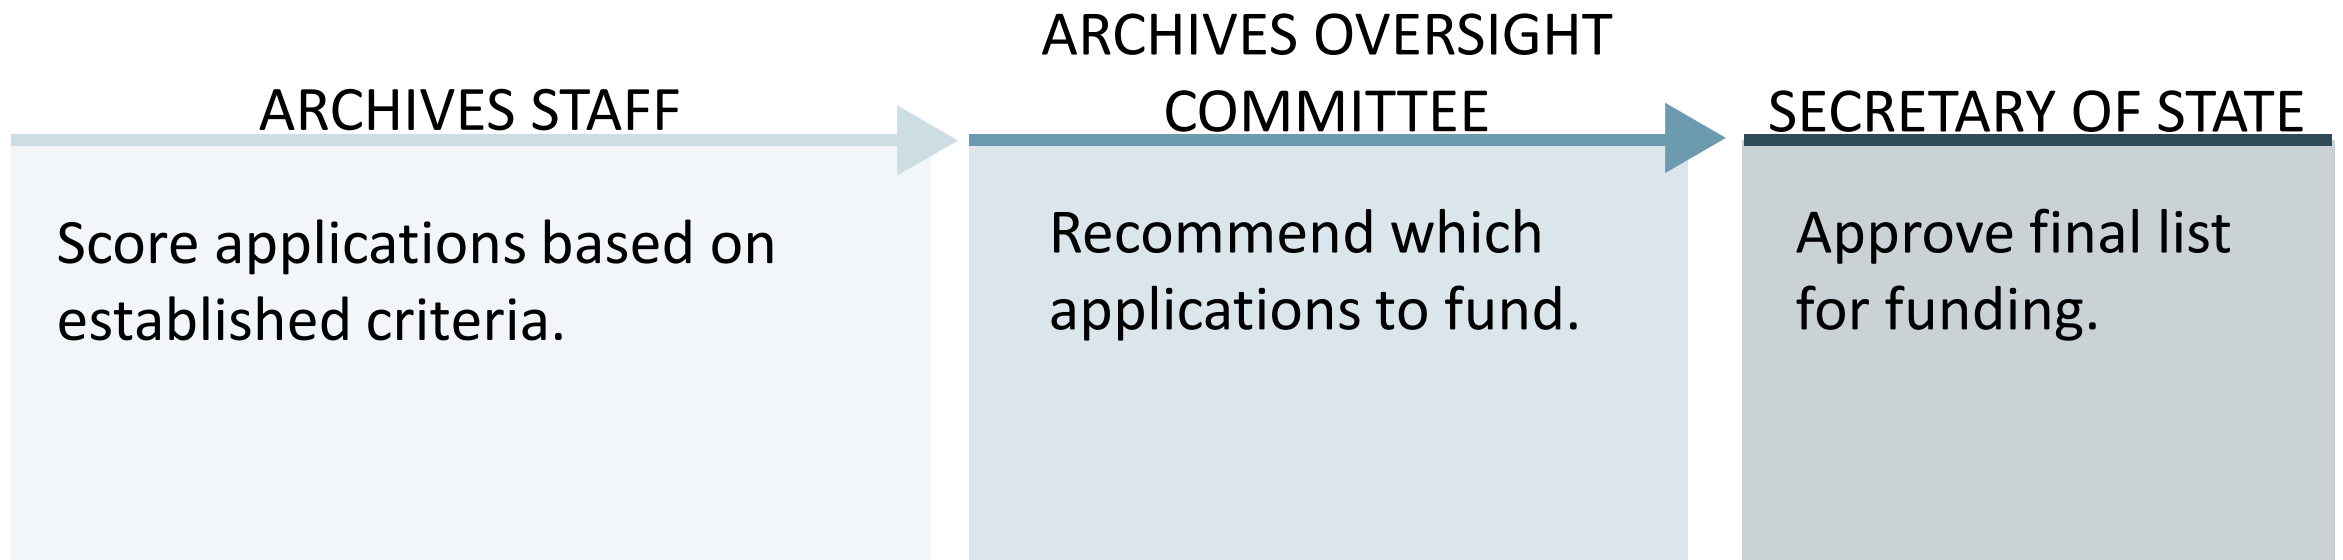 ARCHIVES STAFF
Score applications based on
established criteria.
ARCHIVES OVERSIGHT
COMMITTEE
Recommend which
applications to fund.
SECRETARY OF STATE
Approve final list
for funding.